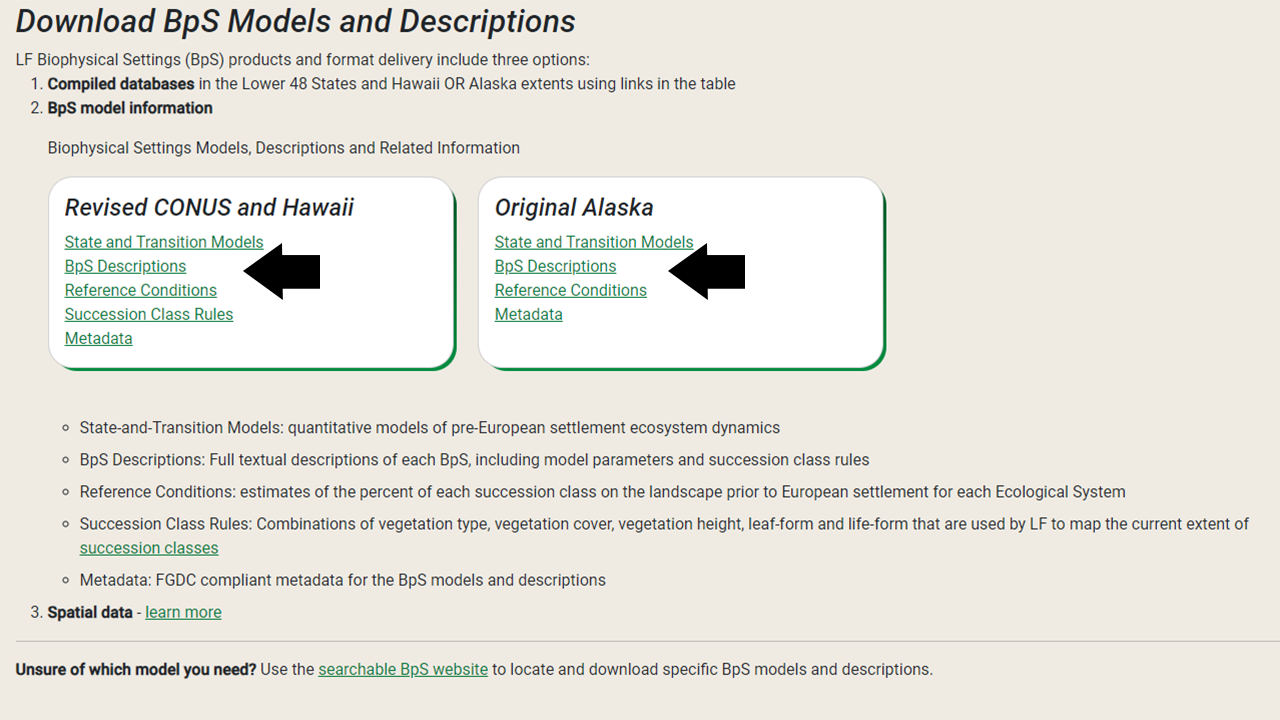 Download BpS Models and Descriptions
LF Biophysical Settings (BpS) products and format delivery include three options:
1. Compiled databases in the Lower 48 States and Hawaii OR Alaska extents using links in the table
2. BpS model information
Biophysical Settings Models, Descriptions and Related Information
Revised CONUS and Hawaii
State and Transition Models
BpS Descriptions
Reference Conditions
Succession Class Rules
Metadata
Original Alaska
State and Transition Models
BpS Descriptions
Reference Conditions
Metadata
State-and-Transition Models: quantitative models of pre-European settlement ecosystem dynamics
BpS Descriptions: Full textual descriptions of each BpS, including model parameters and succession class rules
Reference Conditions: estimates of the percent of each succession class on the landscape prior to European settlement for each Ecological System
Succession Class Rules: Combinations of vegetation type, vegetation cover, vegetation height, leaf-form and life-form that are used by LF to map the current extent of
succession classes
Metadata: FGDC compliant metadata for the BpS models and descriptions
3. Spatial data - learn more
Unsure of which model you need? Use the searchable BpS website to locate and download specific BpS models and descriptions.